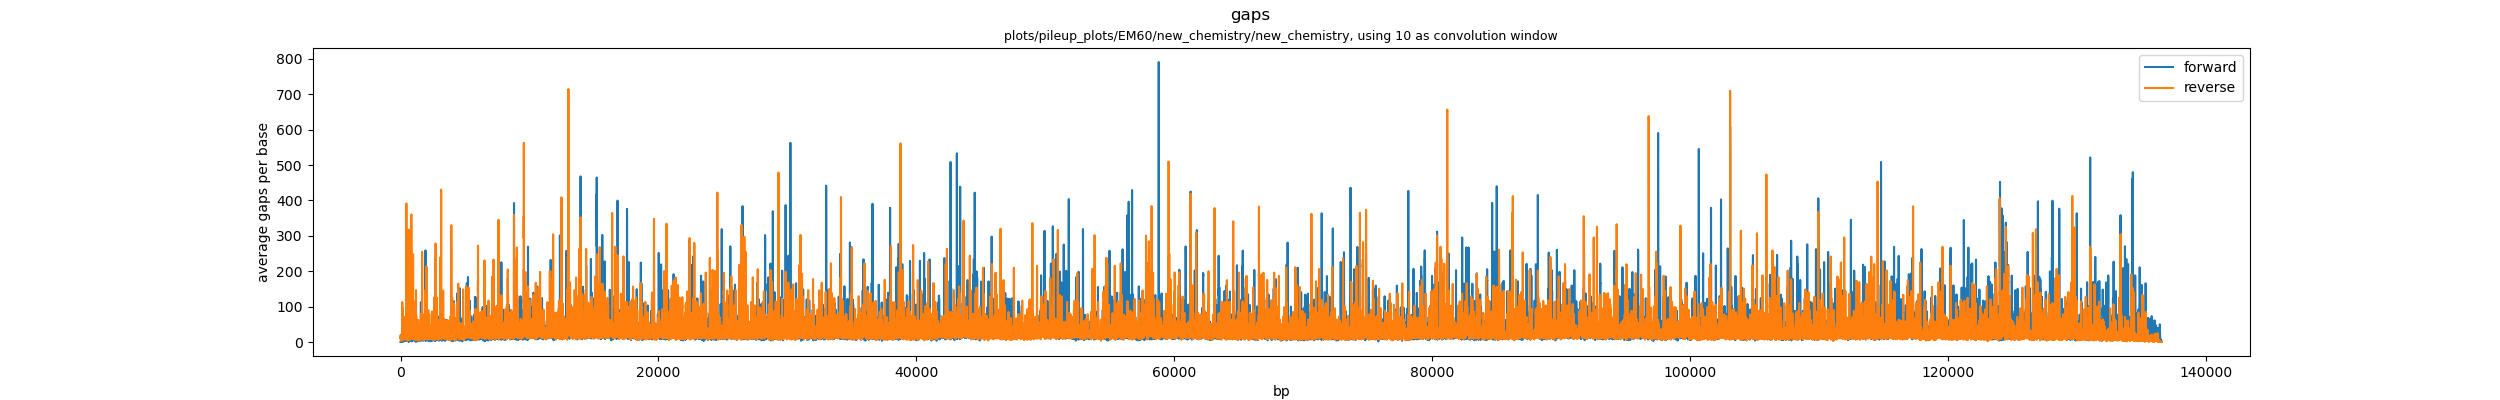 gaps
plots/pileup_plots/EM60/new_chemistry/new_chemistry, using 10 as convolution window
800
700
600
500
400
300
200
100
0
average gaps per base
forward
reverse
0 20000 40000 60000 80000 100000 120000 140000
bp